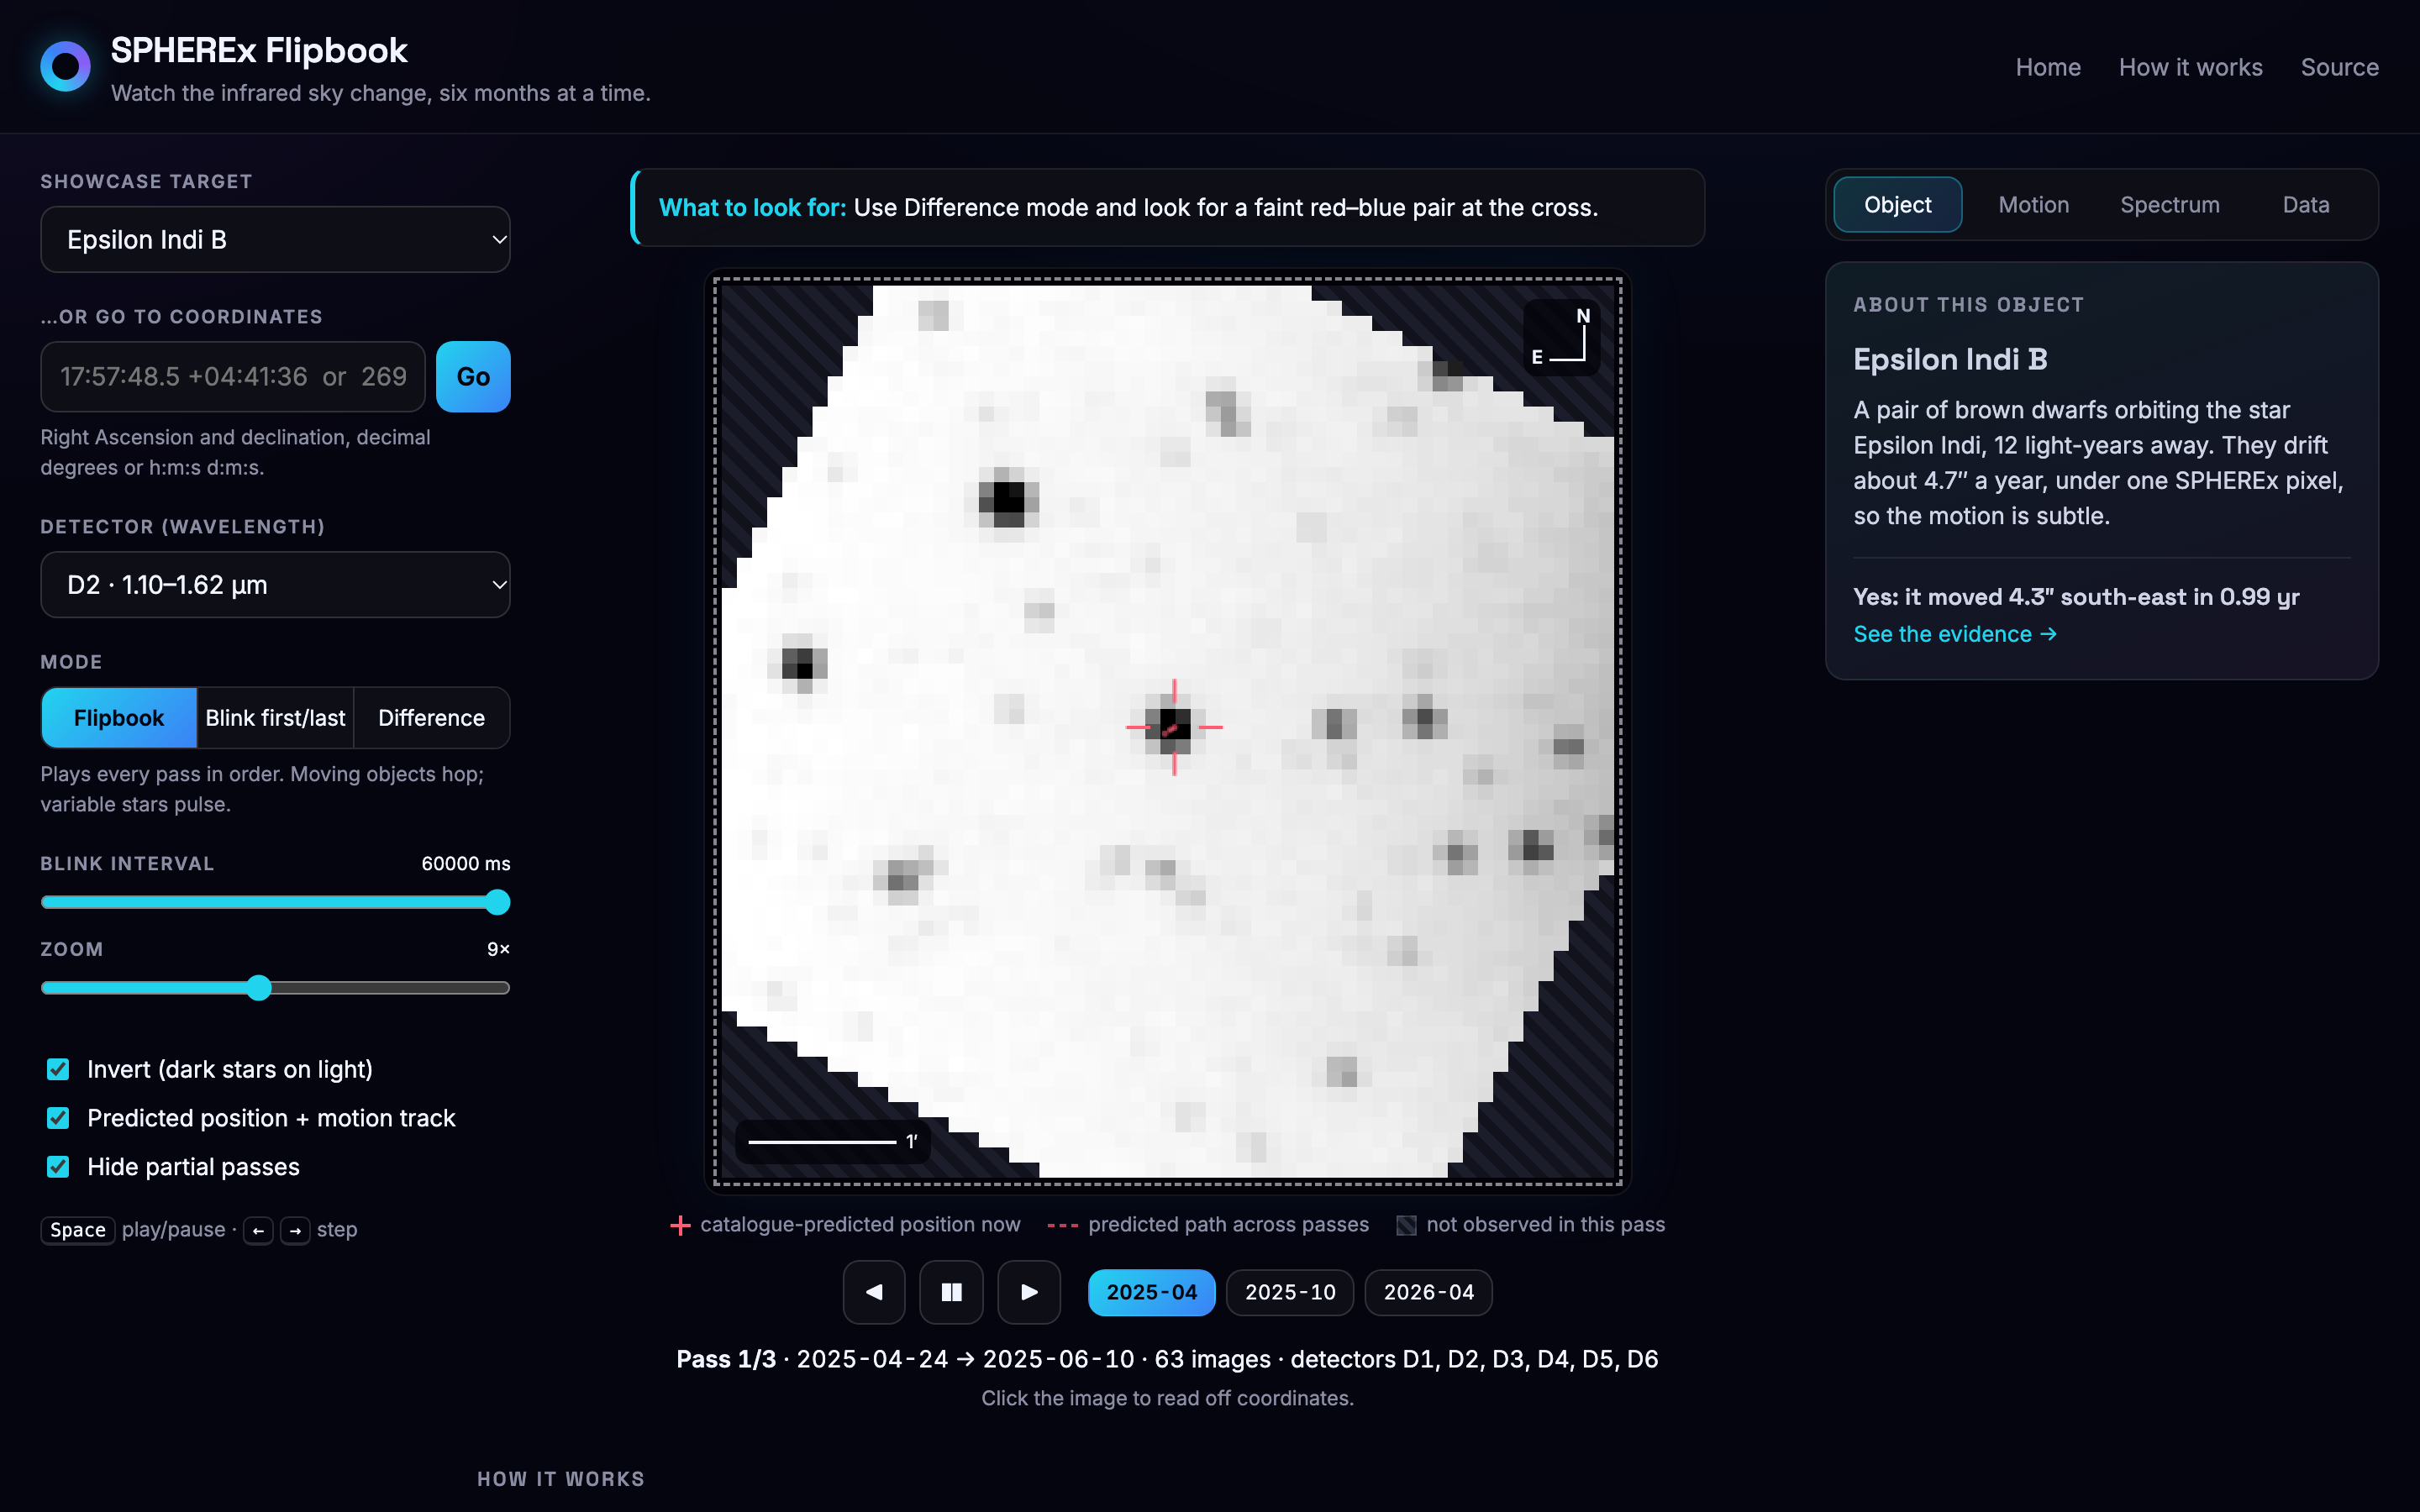 SPHEREx Flipbook
Watch the infrared sky change, six months at a time.
Home
How it works
Source
SHOWCASE TARGET
Epsilon Indi B
...OR GO TO COORDINATES
17:57:48.5 +04:41:36 or 269
Go
Right Ascension and declination, decimal
degrees or h:m:s d:m:s.
DETECTOR (WAVELENGTH)
D2 · 1.10–1.62 µm
MODE
Flipbook
Blink first/last
Difference
Plays every pass in order. Moving objects hop;
variable stars pulse.
BLINK INTERVAL
60000 ms
ZOOM
9×
Invert (dark stars on light)
Predicted position + motion track
Hide partial passes
Space play/pause · ← → step
What to look for: Use Difference mode and look for a faint red–blue pair at the cross.
N
E
1′
catalogue-predicted position now
predicted path across passes
not observed in this pass
2025-04
2025-10
2026-04
Pass 1/3 · 2025-04-24 → 2025-06-10 · 63 images · detectors D1, D2, D3, D4, D5, D6
Click the image to read off coordinates.
Object
Motion
Spectrum
Data
ABOUT THIS OBJECT
Epsilon Indi B
A pair of brown dwarfs orbiting the star
Epsilon Indi, 12 light-years away. They drift
about 4.7″ a year, under one SPHEREx pixel,
so the motion is subtle.
Yes: it moved 4.3″ south-east in 0.99 yr
See the evidence →
HOW IT WORKS